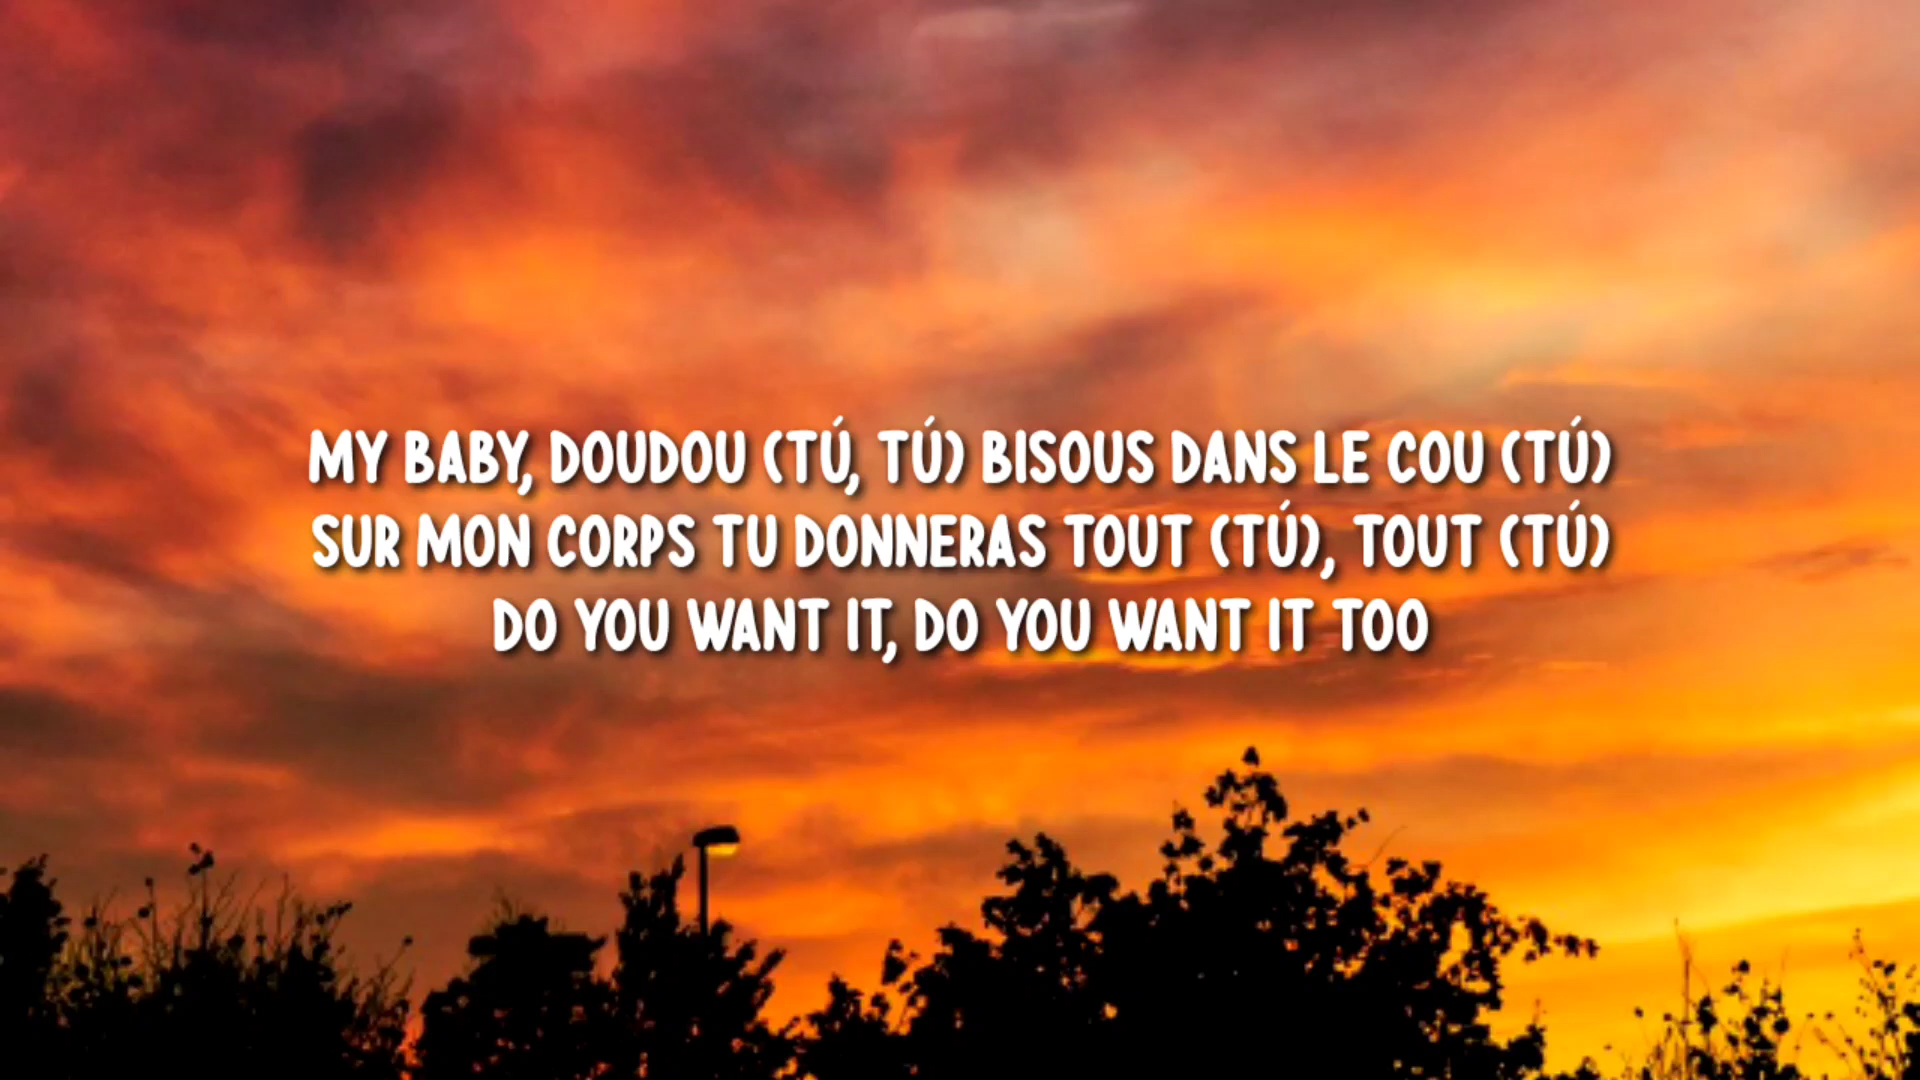 MY BABY, DOUDOU (TÚ, TÚ) BISOUS DANS LE COU (TÚ)
SUR MON CORPS TU DONNERAS TOUT (TÚ), TOUT (TÚ)
DO YOU WANT IT, DO YOU WANT IT TOO